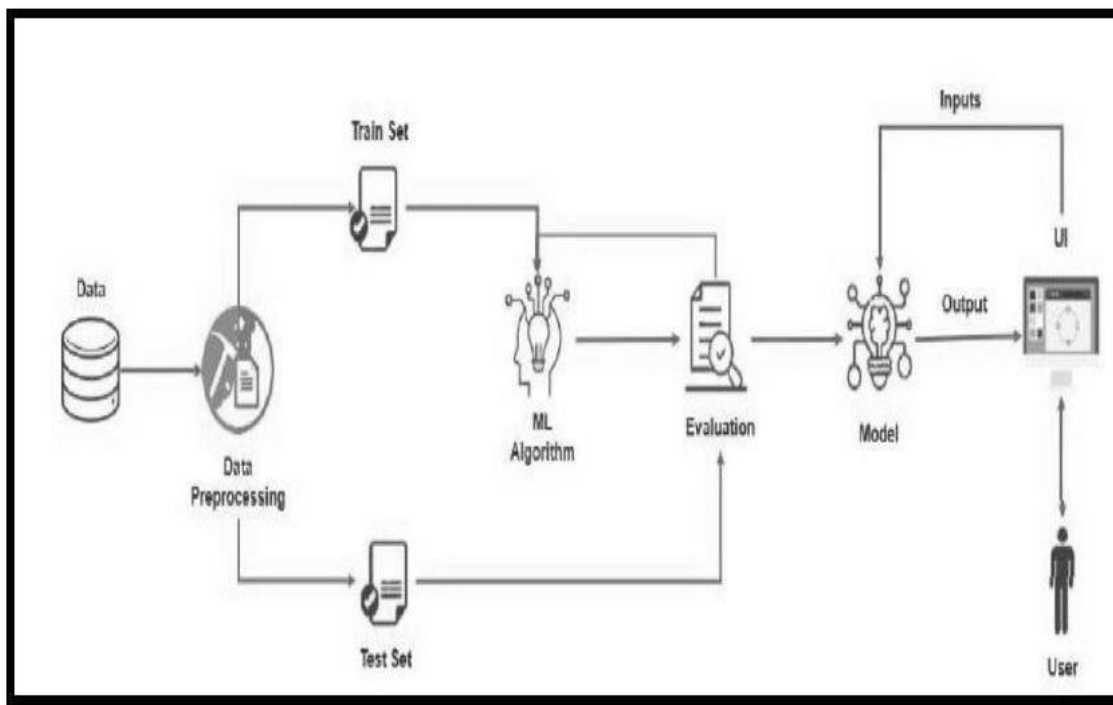 Inputs
Train Set
UI
Data
Output
ML
Algorithm
Evaluation
Model
Data
Preprocessing
Test Set
User